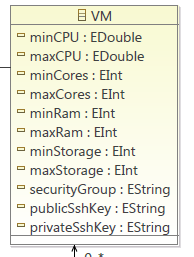 VM
minCPU : EDouble
maxCPU : EDouble
minCores : EInt
maxCores : EInt
minRam : EInt
maxRam : EInt
minStorage : EInt
maxStorage : EInt
securityGroup : EString
publicSshKey : EString
privateSshKey : EString
0..*